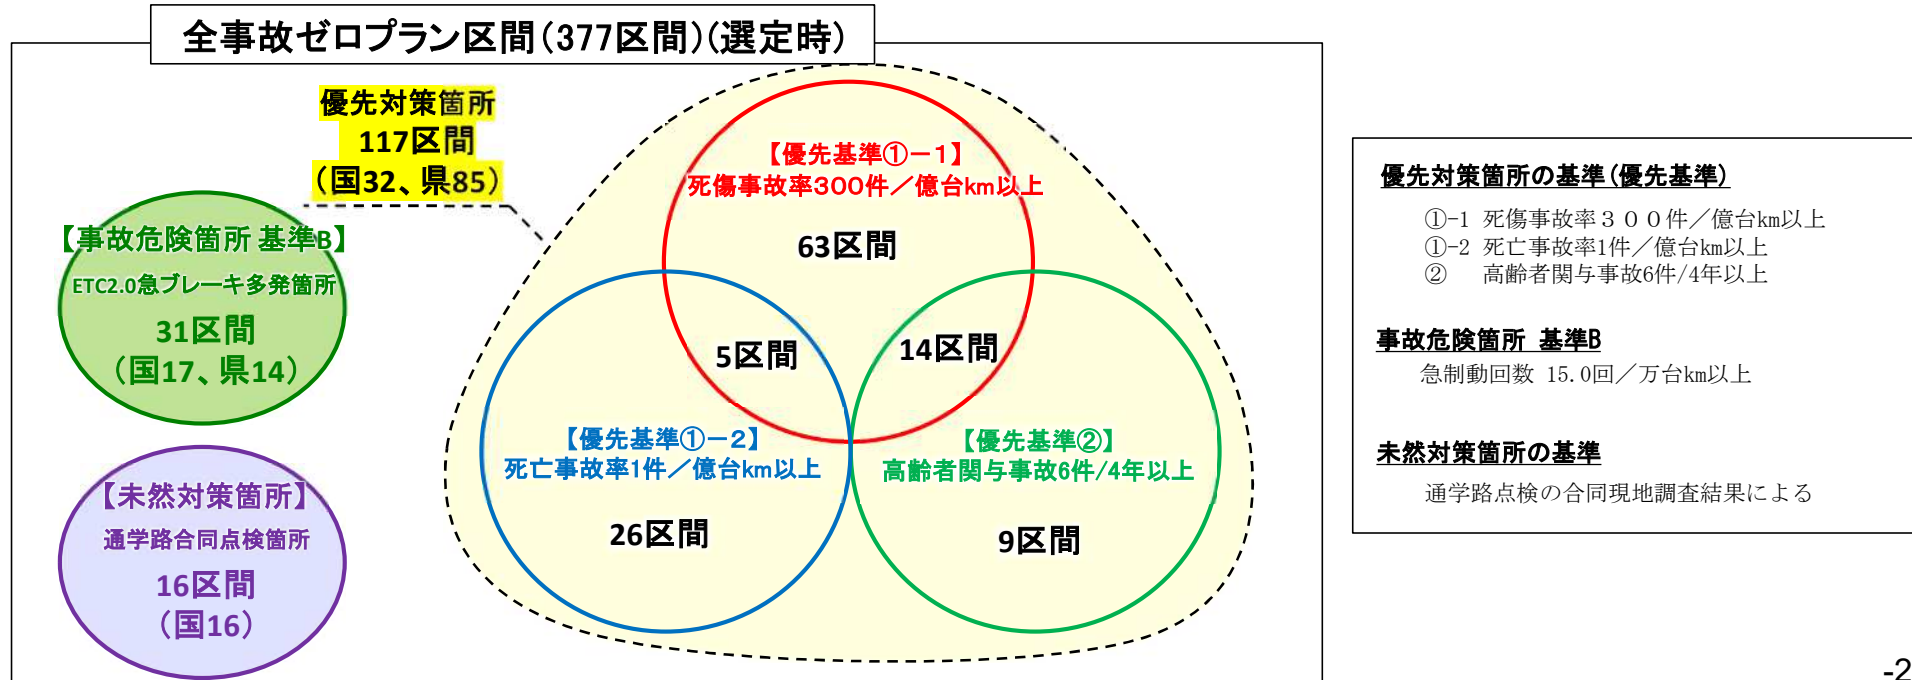 全事故ゼロプラン区間(377区間)(選定時)
優先対策箇所
117区間
(国32、県85)
【優先基準①－1】
死傷事故率300件／億台km以上
63区間
5区間
14区間
【優先基準①－2】
死亡事故率1件／億台km以上
26区間
【優先基準②】
高齢者関与事故6件/4年以上
9区間
【事故危険箇所 基準B】
ETC2.0急ブレーキ多発箇所
31区間
(国17、県14)
【未然対策箇所】
通学路合同点検箇所
16区間
(国16)
優先対策箇所の基準(優先基準)
①-1 死傷事故率３００件／億台km以上
①-2 死亡事故率1件／億台km以上
② 高齢者関与事故6件/4年以上
事故危険箇所 基準B
急制動回数 15.0回／万台km以上
未然対策箇所の基準
通学路点検の合同現地調査結果による
-2